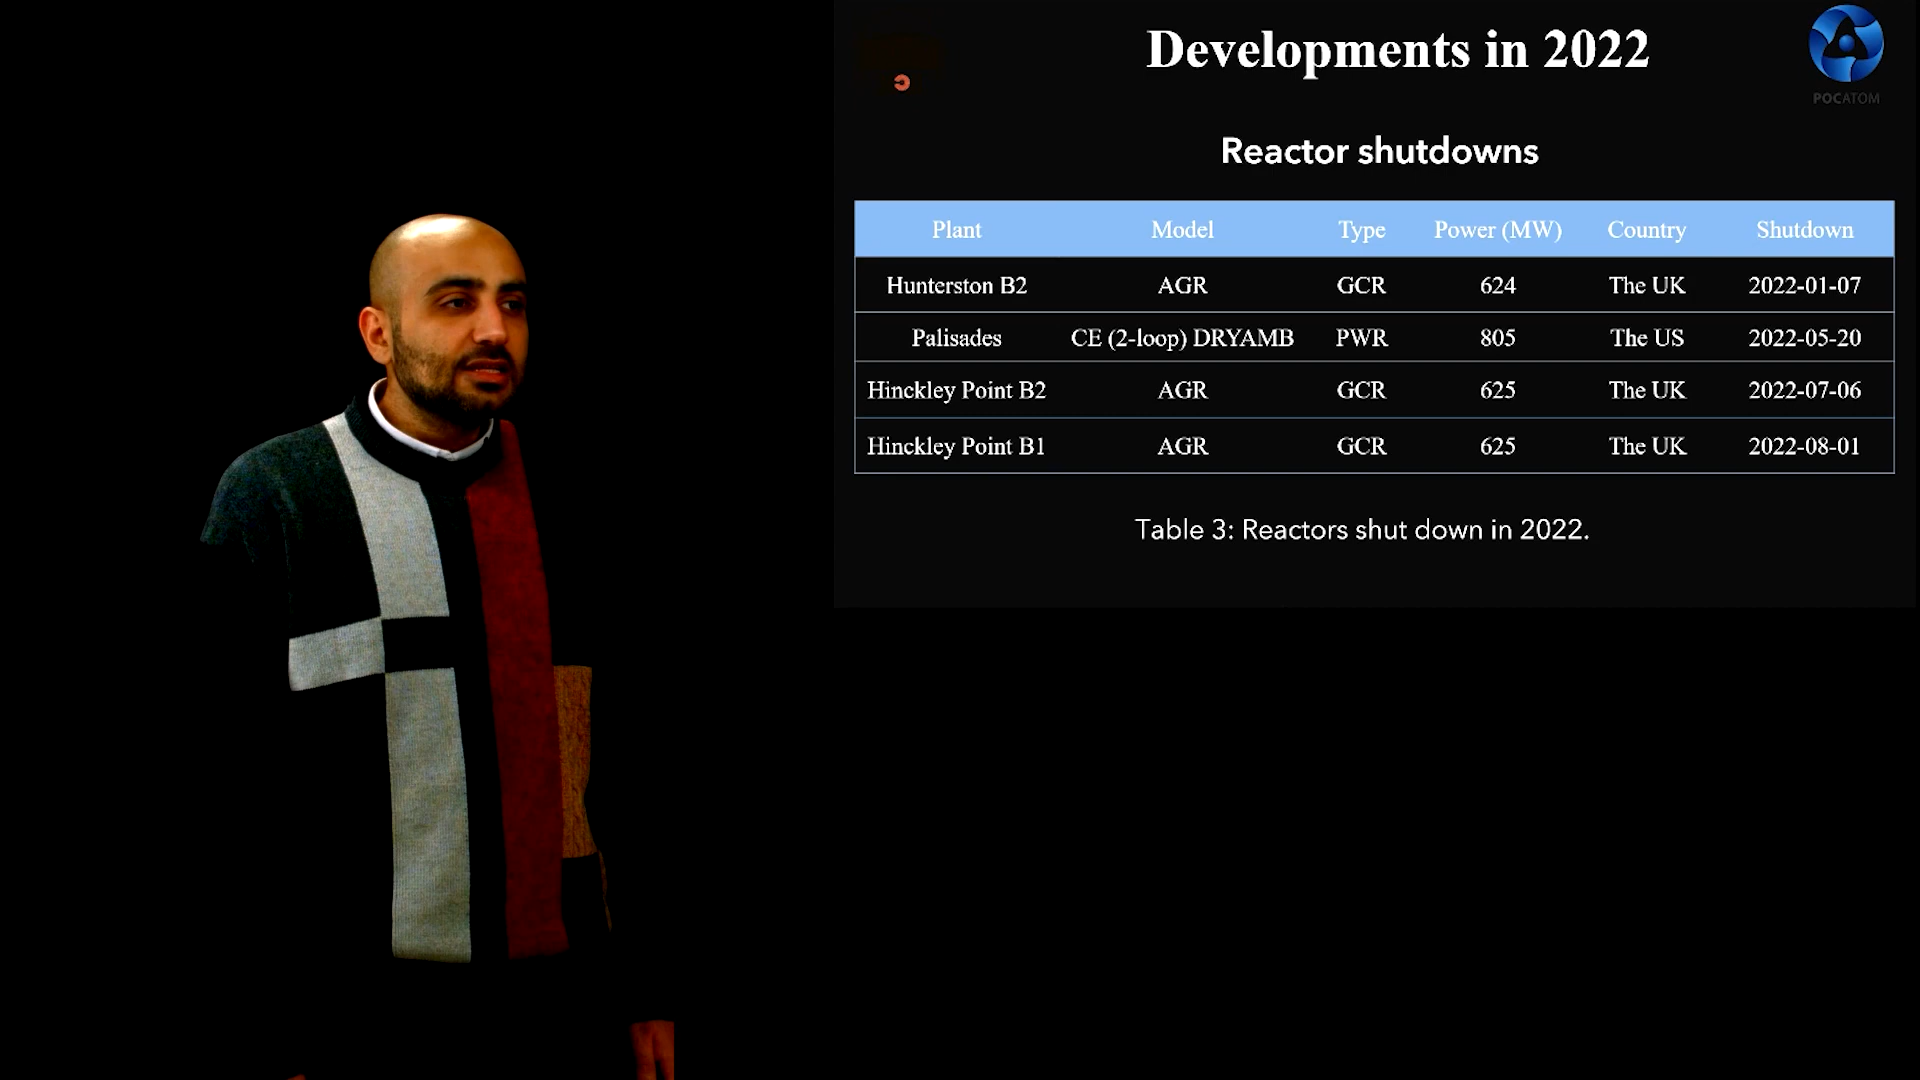 Developments in 2022
РОСАТОМ
Reactor shutdowns
Plant Model Type Power (MW) Country Shutdown
Hunterston B2 AGR GCR 624 The UK 2022-01-07
Palisades CE (2-loop) DRYAMB PWR 805 The US 2022-05-20
Hinckley Point B2 AGR GCR 625 The UK 2022-07-06
Hinckley Point B1 AGR GCR 625 The UK 2022-08-01
Table 3: Reactors shut down in 2022.